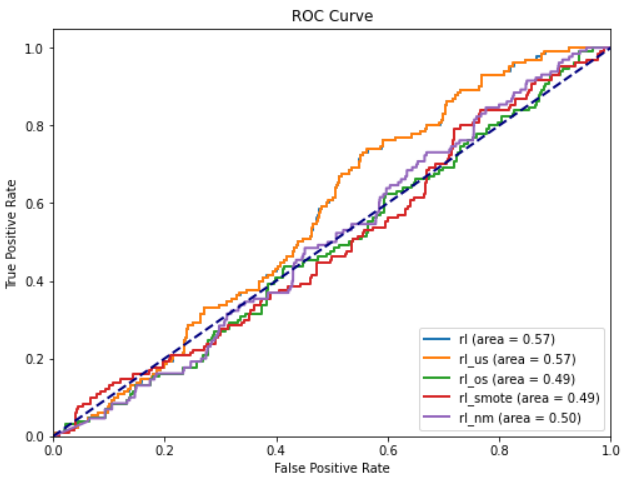 ROC Curve
True Positive Rate
1.0
0.8
0.6
0.4
0.2
0.0
rl (area = 0.57)
rl_us (area = 0.57)
rl_os (area = 0.49)
rl_smote (area = 0.49)
rl_nm (area = 0.50)
0.0 0.2 0.4 0.6 0.8 1.0
False Positive Rate